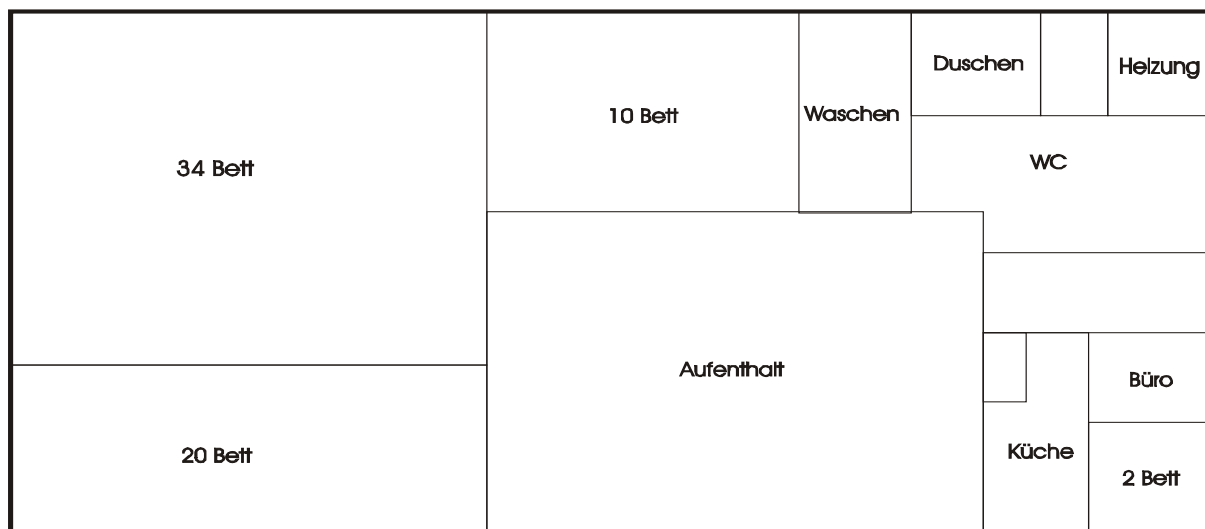 Duschen
Heizung
10 Bett
Waschen
WC
34 Bett
Aufenthalt
Büro
Küche
20 Bett
2 Bett